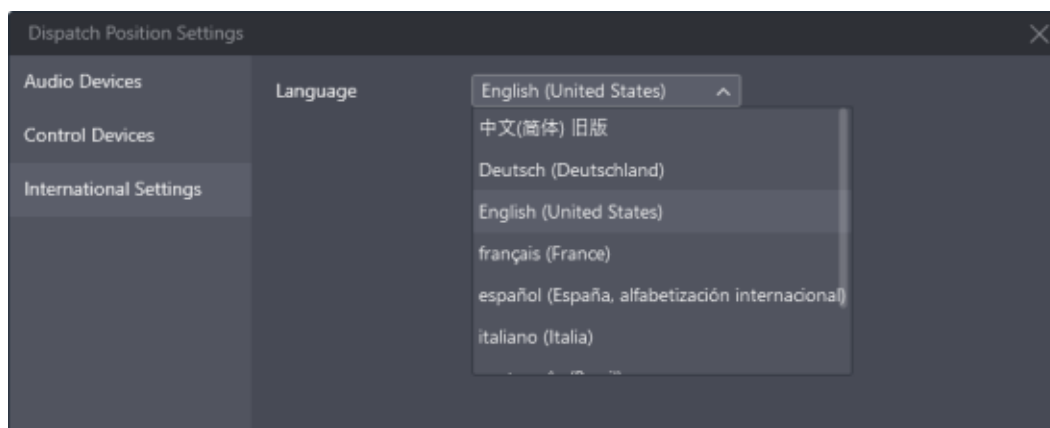 Dispatch Position Settings
Audio Devices
Control Devices
International Settings
Language
English (United States)
中文(简体) 旧版
Deutsch (Deutschland)
English (United States)
français (France)
español (España, alfabetización internacional)
italiano (Italia)